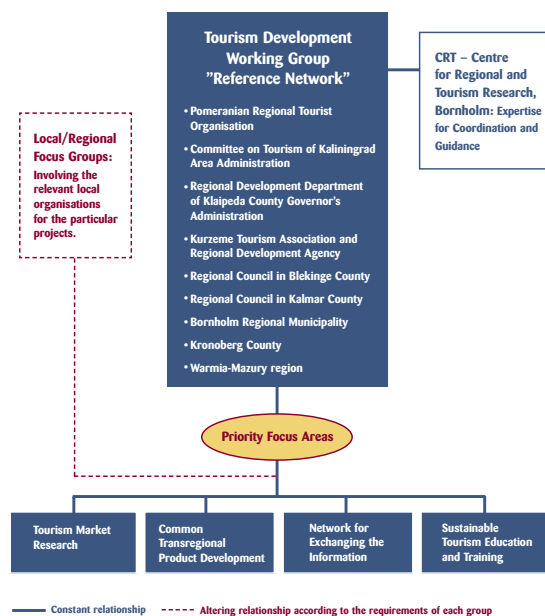 Tourism Development
Working Group
"Reference Network"
• Pomeranian Regional Tourist
Organisation
• Committee on Tourism of Kaliningrad
Area Administration
• Regional Development Department
of Klaipeda County Governor's
Administration
• Kurzeme Tourism Association and
Regional Development Agency
• Regional Council in Blekinge County
• Regional Council in Kalmar County
• Bornholm Regional Municipality
• Kronoberg County
• Warmia-Mazury region
CRT – Centre
for Regional and
Tourism Research,
Bornholm: Expertise
for Coordination and
Guidance
Local/Regional
Focus Groups:
Involving the
relevant local
organisations
for the particular
projects.
Priority Focus Areas
Tourism Market
Research
Common
Transregional
Product Development
Network for
Exchanging the
Information
Sustainable
Tourism Education
and Training
Constant relationship
Altering relationship according to the requirements of each group